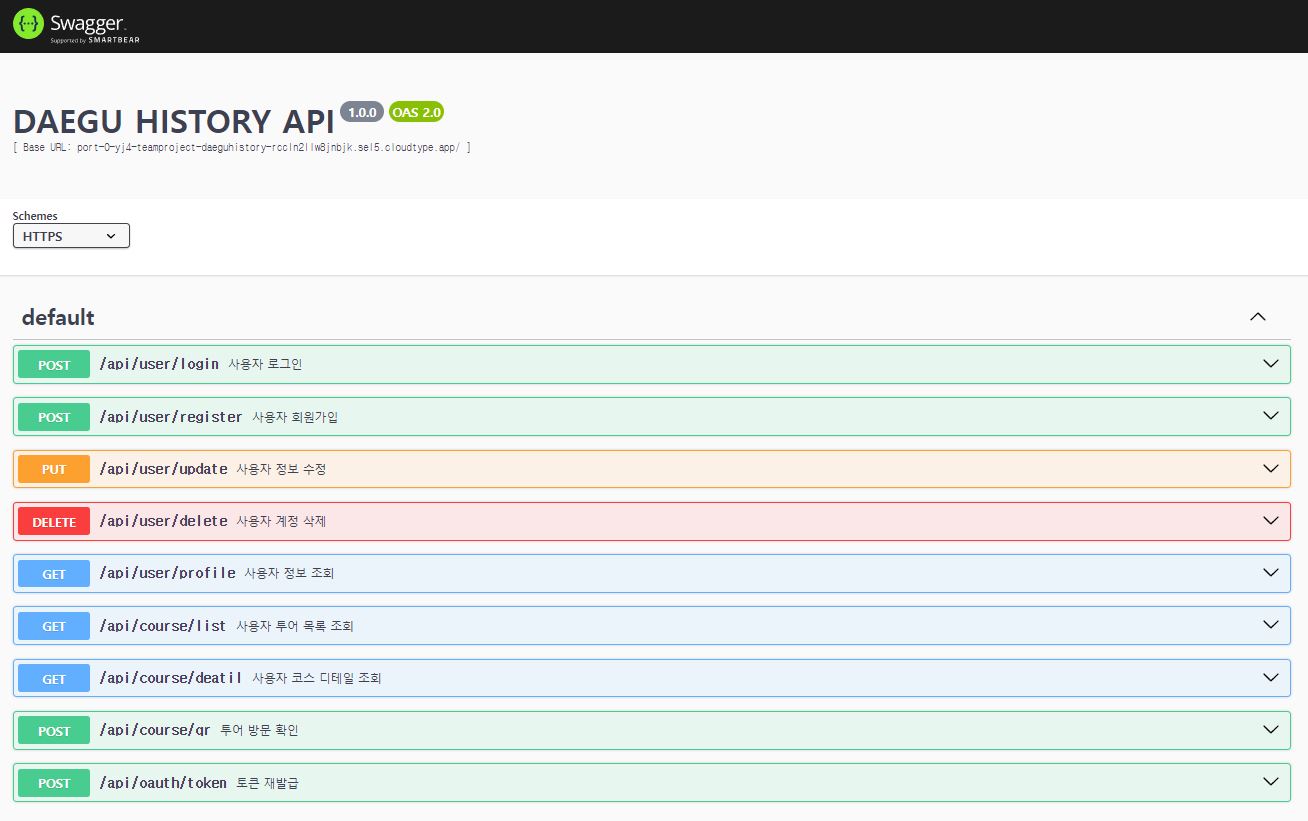 Swagger
Supported by SMARTBEAR
DAEGU HISTORY API 1.0.0 OAS 2.0
[ Base URL: port-0-yj4-teamproject-daeguhistory-rccln2llw8jnbjk.sel5.cloudtype.app/ ]
Schemes
HTTPS
default
POST /api/user/login 사용자 로그인
POST /api/user/register 사용자 회원가입
PUT /api/user/update 사용자 정보 수정
DELETE /api/user/delete 사용자 계정 삭제
GET /api/user/profile 사용자 정보 조회
GET /api/course/list 사용자 투어 목록 조회
GET /api/course/deatil 사용자 코스 디테일 조회
POST /api/course/qr 투어 방문 확인
POST /api/oauth/token 토큰 재발급